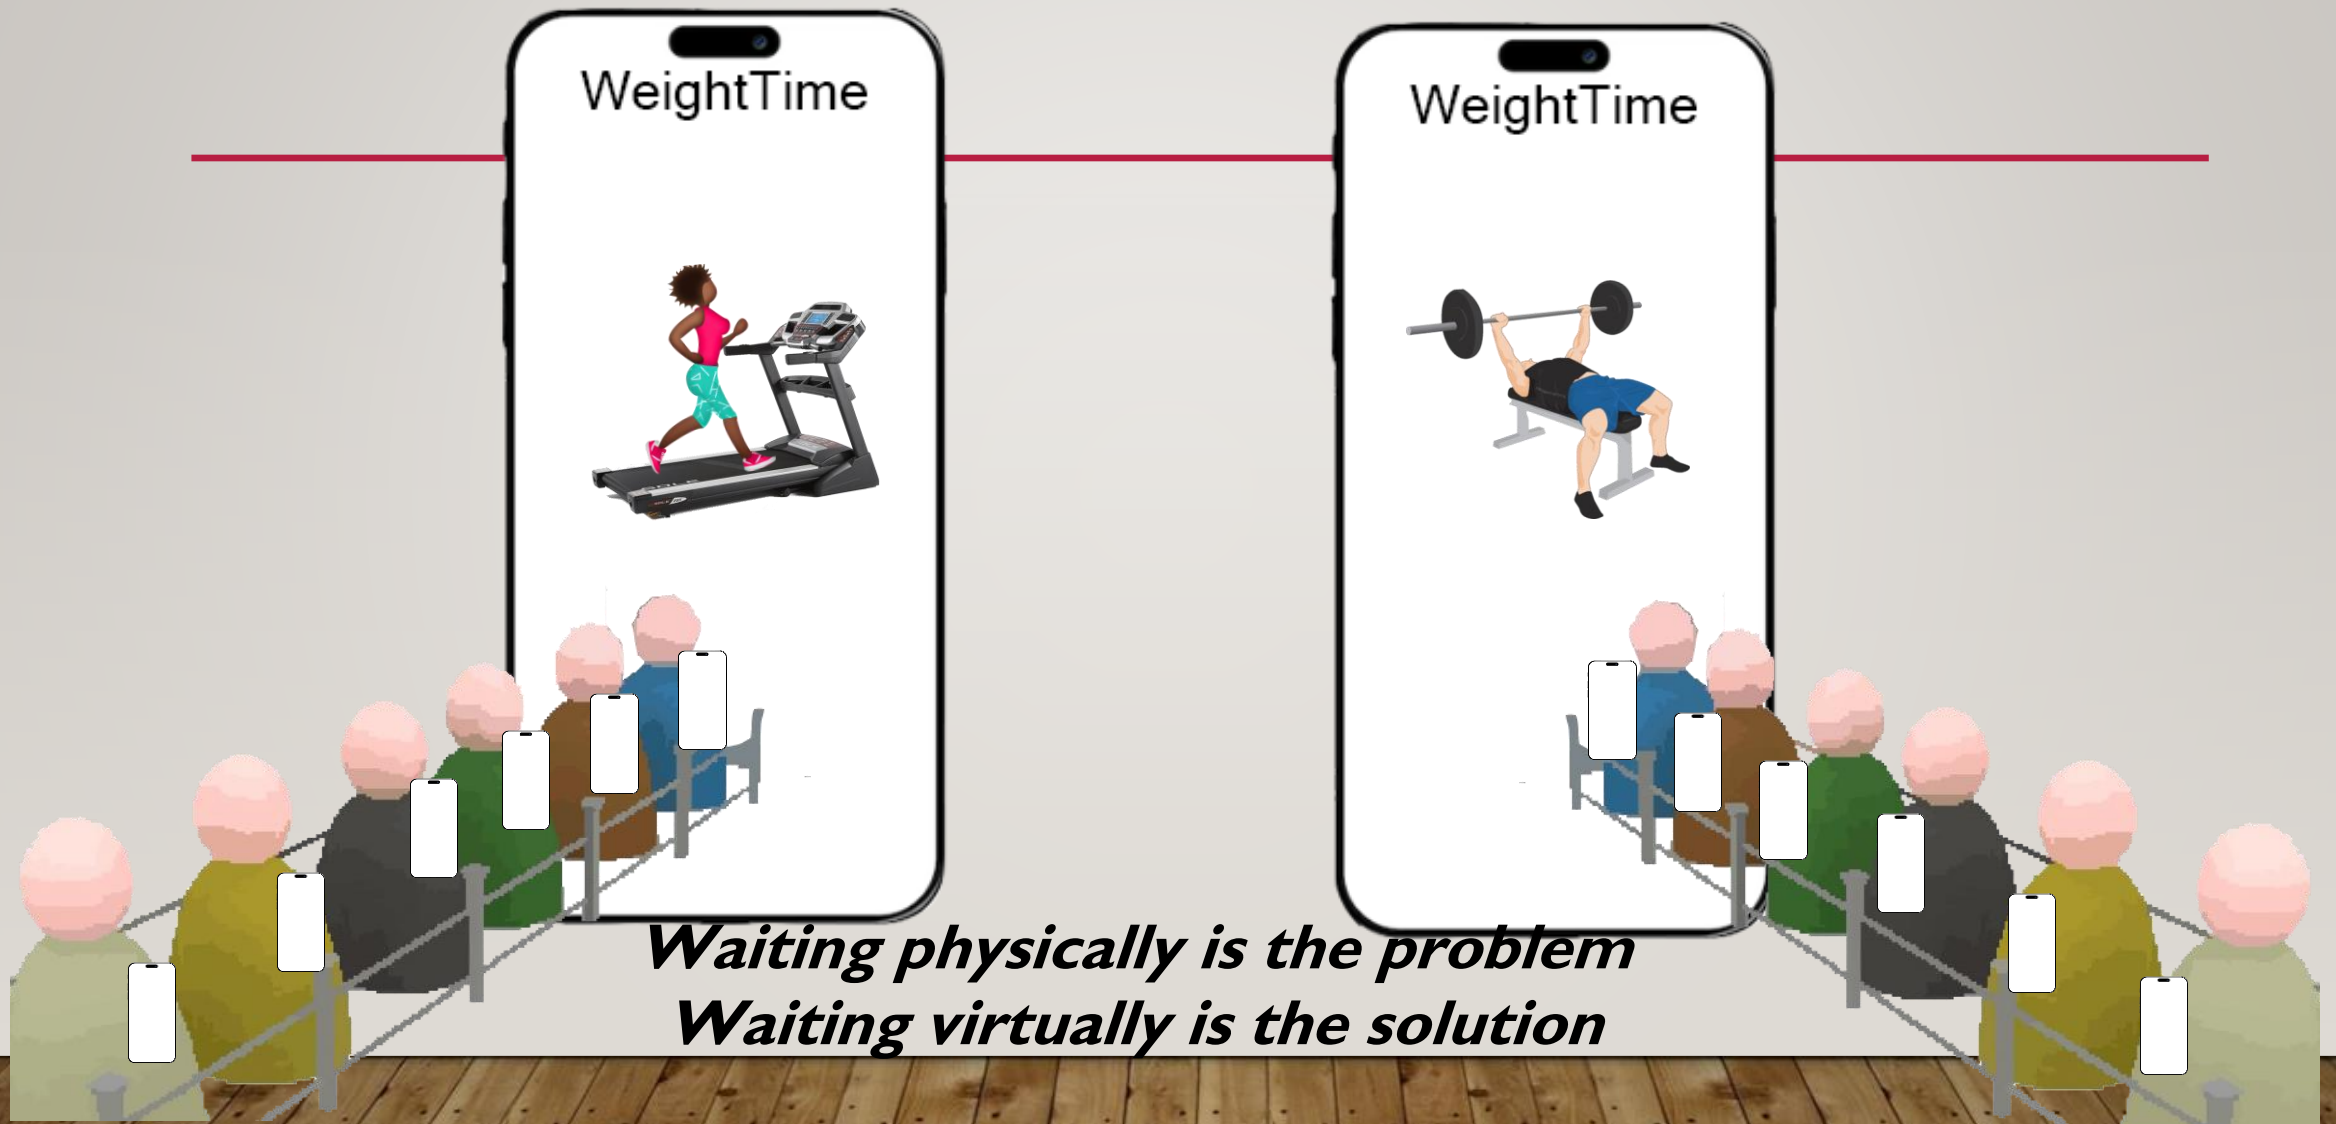 WeightTime
WeightTime
Waiting physically is the problem
Waiting virtually is the solution